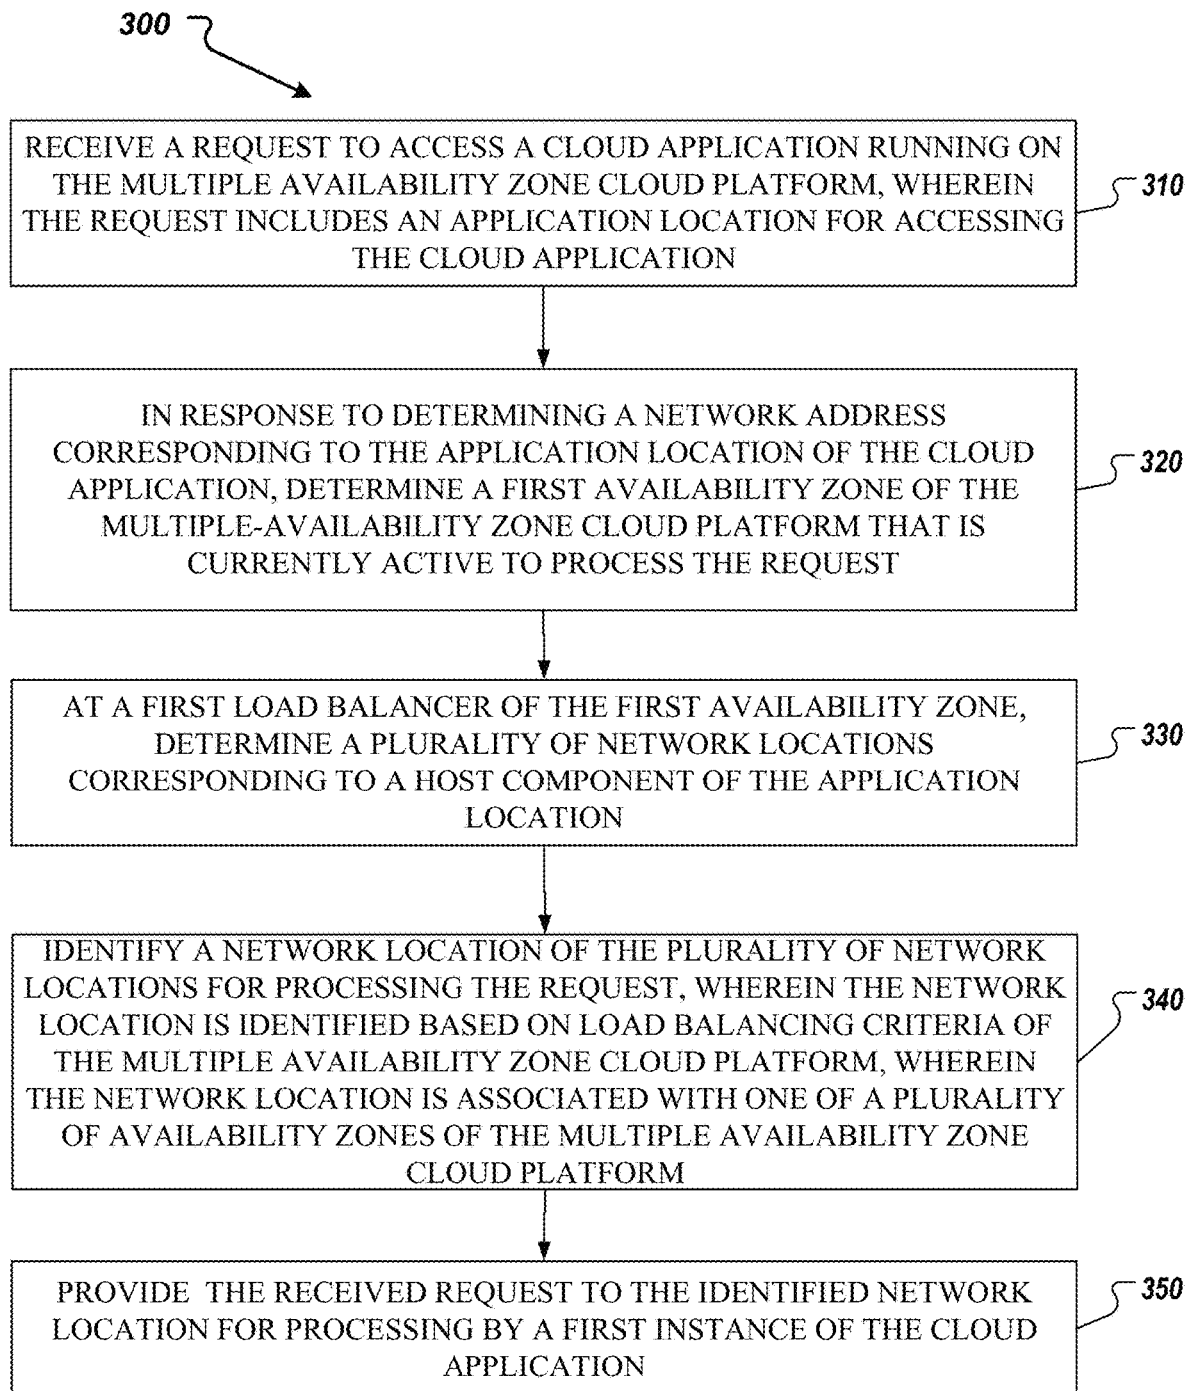 300
RECEIVE A REQUEST TO ACCESS A CLOUD APPLICATION RUNNING ON
THE MULTIPLE AVAILABILITY ZONE CLOUD PLATFORM, WHEREIN
THE REQUEST INCLUDES AN APPLICATION LOCATION FOR ACCESSING
THE CLOUD APPLICATION
310
IN RESPONSE TO DETERMINING A NETWORK ADDRESS
CORRESPONDING TO THE APPLICATION LOCATION OF THE CLOUD
APPLICATION, DETERMINE A FIRST AVAILABILITY ZONE OF THE
MULTIPLE-AVAILABILITY ZONE CLOUD PLATFORM THAT IS
CURRENTLY ACTIVE TO PROCESS THE REQUEST
320
AT A FIRST LOAD BALANCER OF THE FIRST AVAILABILITY ZONE,
DETERMINE A PLURALITY OF NETWORK LOCATIONS
CORRESPONDING TO A HOST COMPONENT OF THE APPLICATION
LOCATION
330
IDENTIFY A NETWORK LOCATION OF THE PLURALITY OF NETWORK
LOCATIONS FOR PROCESSING THE REQUEST, WHEREIN THE NETWORK
LOCATION IS IDENTIFIED BASED ON LOAD BALANCING CRITERIA OF
THE MULTIPLE AVAILABILITY ZONE CLOUD PLATFORM, WHEREIN
THE NETWORK LOCATION IS ASSOCIATED WITH ONE OF A PLURALITY
OF AVAILABILITY ZONES OF THE MULTIPLE AVAILABILITY ZONE
CLOUD PLATFORM
340
PROVIDE THE RECEIVED REQUEST TO THE IDENTIFIED NETWORK
LOCATION FOR PROCESSING BY A FIRST INSTANCE OF THE CLOUD
APPLICATION
350